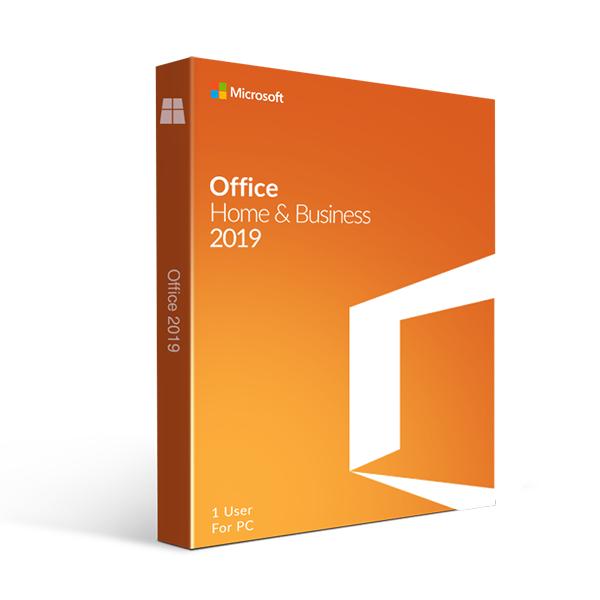 Microsoft
Office
Home & Business
2019
Office 2019
1 User
For PC